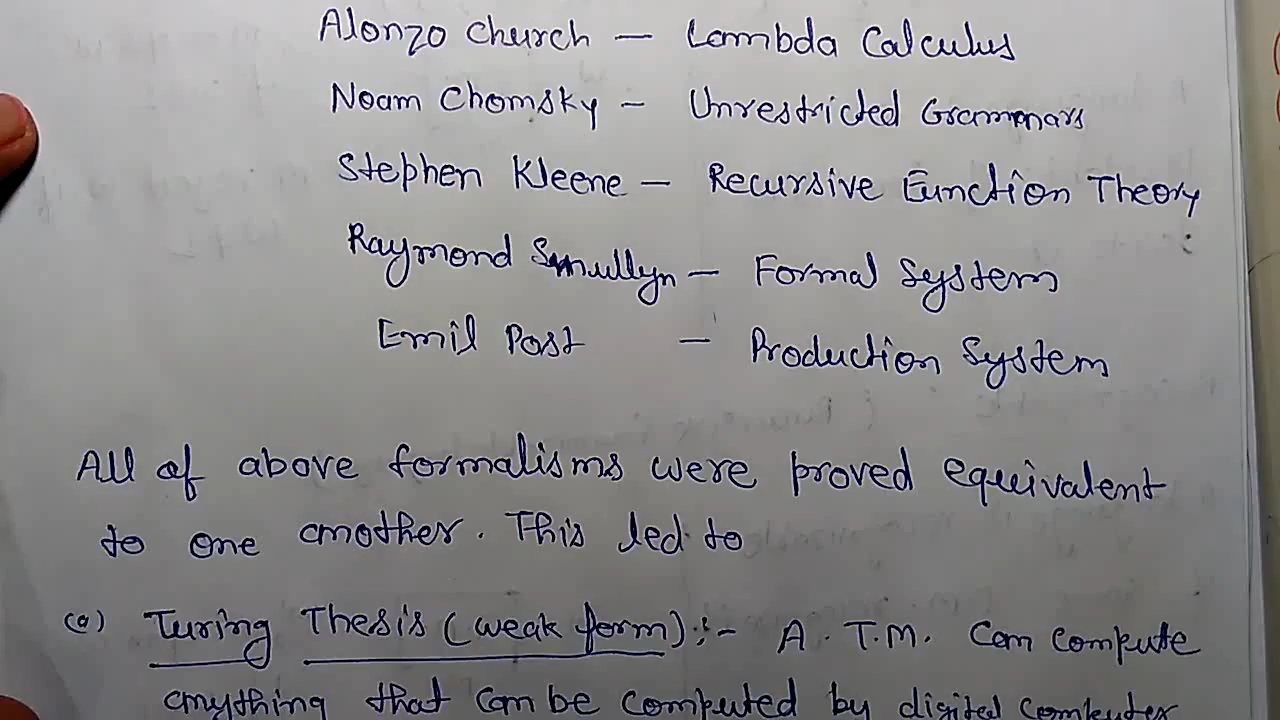 Alonzo Church — Lambda Calculus
Noam Chomsky — Unrestricted Grammars
Stephen Kleene — Recursive Function Theory
Raymond Smullyn — Formal System
Emil Post — Production System
All of above formalisms were proved equivalent
to one another. This led to
(a) Turing Thesis (weak form) :- A T.M. Can compute
anything that can be computed by digital computer